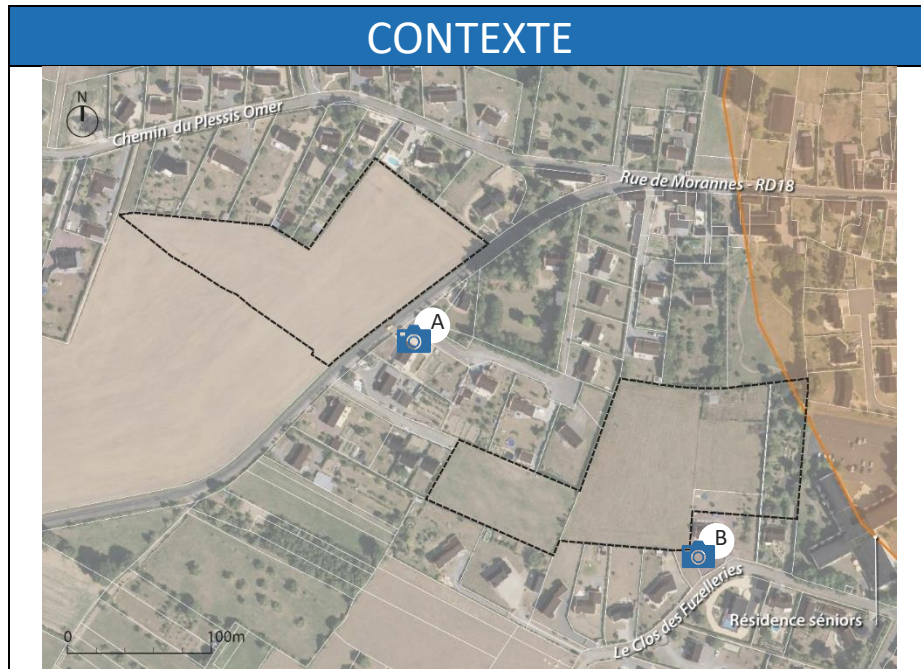 CONTEXTE
N
Chemin du Plessis Omer
Rue de Morannes - RD18
A
B
Le Clos des Fuzelleries
Résidence séniors
0
100m